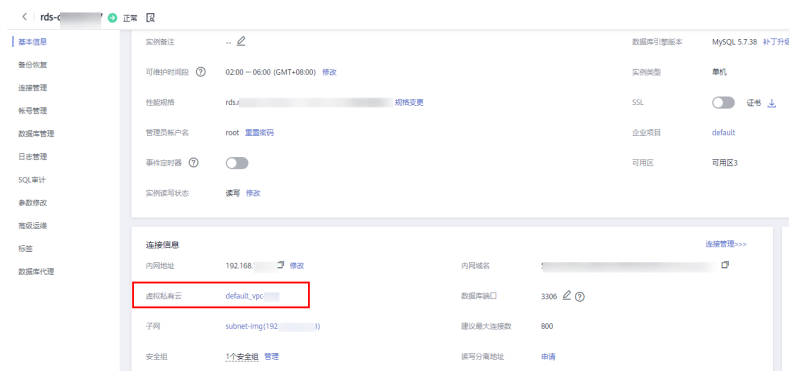 rds- 正常
基本信息
备份恢复
连接管理
帐号管理
数据库管理
日志管理
SQL审计
参数修改
高级运维
标签
数据库代理
实例备注 --
数据库引擎版本 MySQL 5.7.38 补丁升级
可维护时间段 02:00 — 06:00 (GMT+08:00) 修改
实例类型 单机
性能规格 rds. 规格变更
SSL 证书
管理员帐户名 root 重置密码
企业项目 default
事件定时器
可用区 可用区3
实例读写状态 读写 修改
连接信息 连接管理>>>
内网地址 192.168. 修改
内网域名
虚拟私有云 default_vpc
数据库端口 3306
子网 subnet-img(192
建议最大连接数 800
安全组 1个安全组 管理
读写分离地址 申请